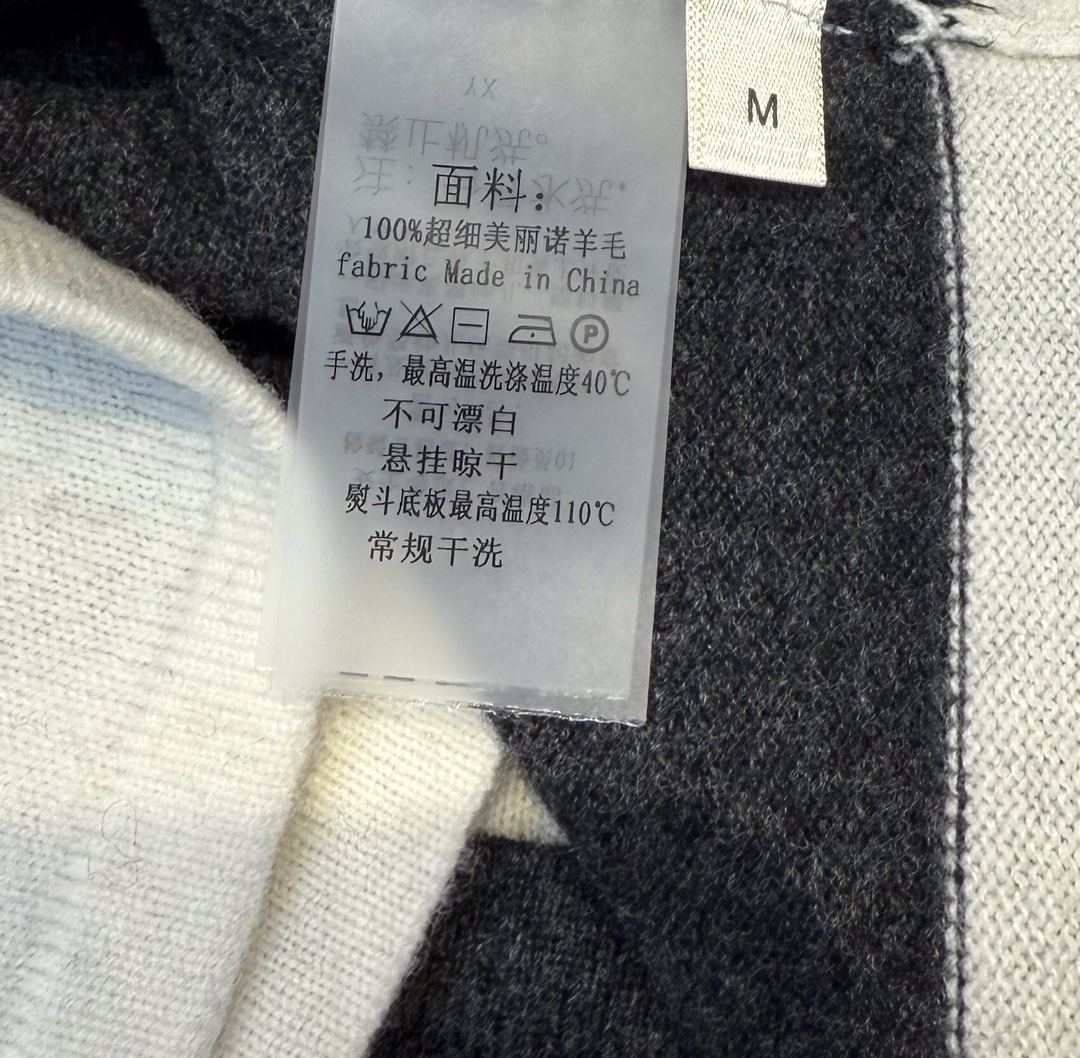 M
面料：
100%超细美丽诺羊毛
fabric Made in China
P
手洗，最高温洗涤温度40℃
不可漂白
悬挂晾干
熨斗底板最高温度110℃
常规干洗